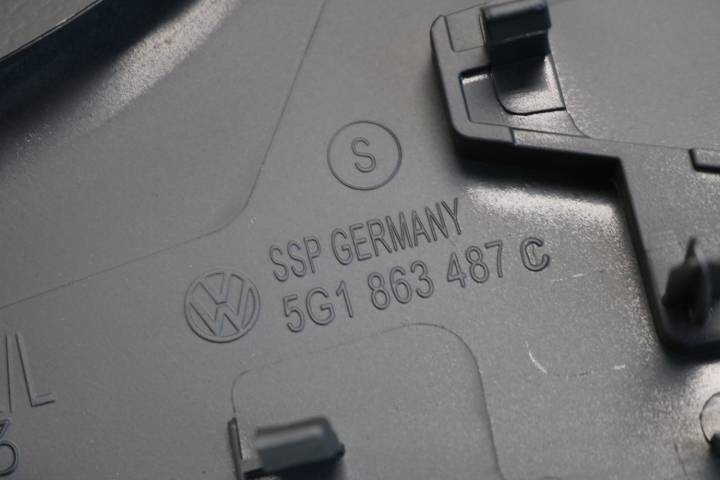 S
SSP GERMANY
5G1 863 487 C
/L